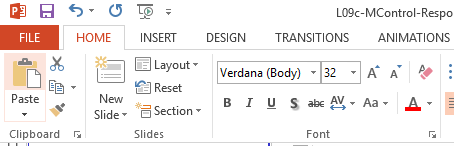 L09c-MControl-Respo
FILE HOME INSERT DESIGN TRANSITIONS ANIMATIONS
Paste New Slide Layout Reset Section Verdana (Body) 32 A A
B I U S abc AV Aa A
Clipboard Slides Font